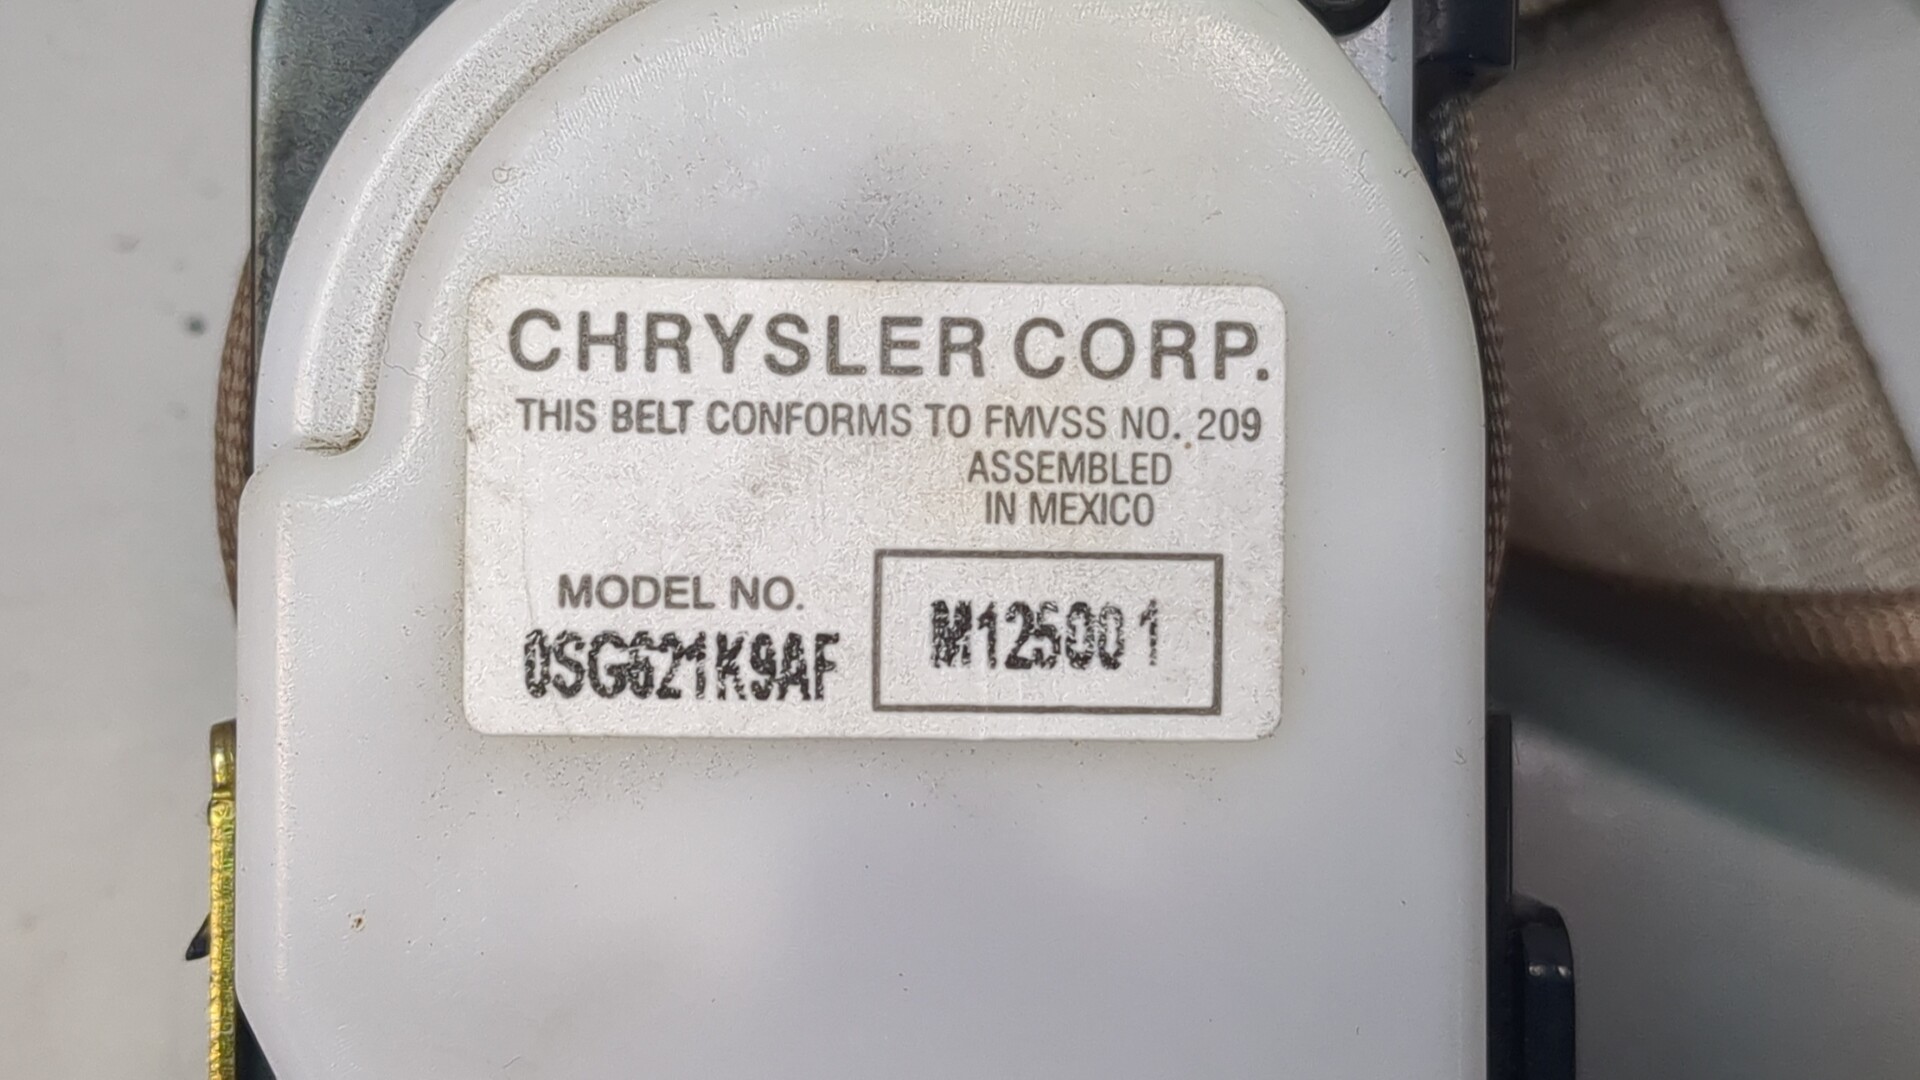 CHRYSLER CORP.
THIS BELT CONFORMS TO FMVSS NO. 209
ASSEMBLED
IN MEXICO
MODEL NO.
0SG621K9AF
M125001